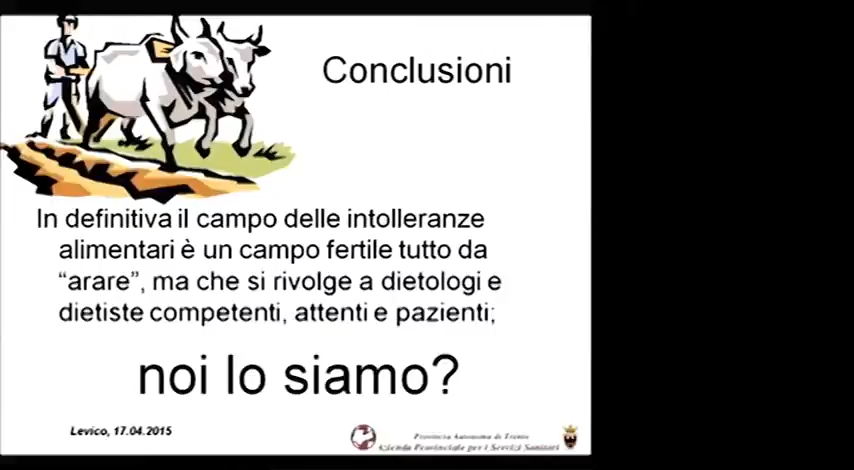 Conclusioni
In definitiva il campo delle intolleranze
alimentari è un campo fertile tutto da
“arare”, ma che si rivolge a dietologi e
dietiste competenti, attenti e pazienti;
noi lo siamo?
Levico, 17.04.2015
Provincia Autonoma di Trento
Azienda Provinciale per i Servizi Sanitari